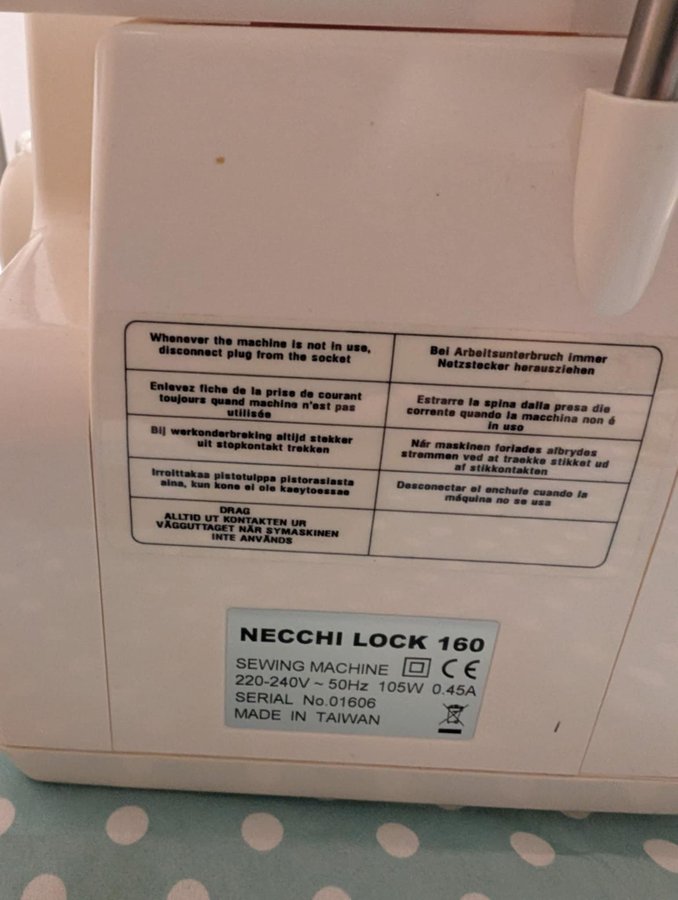 Whenever the machine is not in use,
disconnect plug from the socket
Bei Arbeitsunterbruch immer
Netzstecker herausziehen
Enlevez fiche de la prise de courant
toujours quand machine n'est pas
utilisée
Estrarre la spina dalla presa die
corrente quando la macchina non é
in uso
Bij werkonderbreking altijd stekker
uit stopkontakt trekken
Når maskinen forlades afbrydes
strømmen ved at traekke stikket ud
af stikkontakten
Irroittakaa pistotulppa pistorasiasta
aina, kun kone ei ole kaeytoessae
Desconectar el enchufe cuando la
máquina no se usa
DRAG
ALLTID UT KONTAKTEN UR
VÄGGUTTAGET NÄR SYMASKINEN
INTE ANVÄNDS
NECCHI LOCK 160
SEWING MACHINE CE
220-240V ~ 50Hz 105W 0.45A
SERIAL No.01606
MADE IN TAIWAN